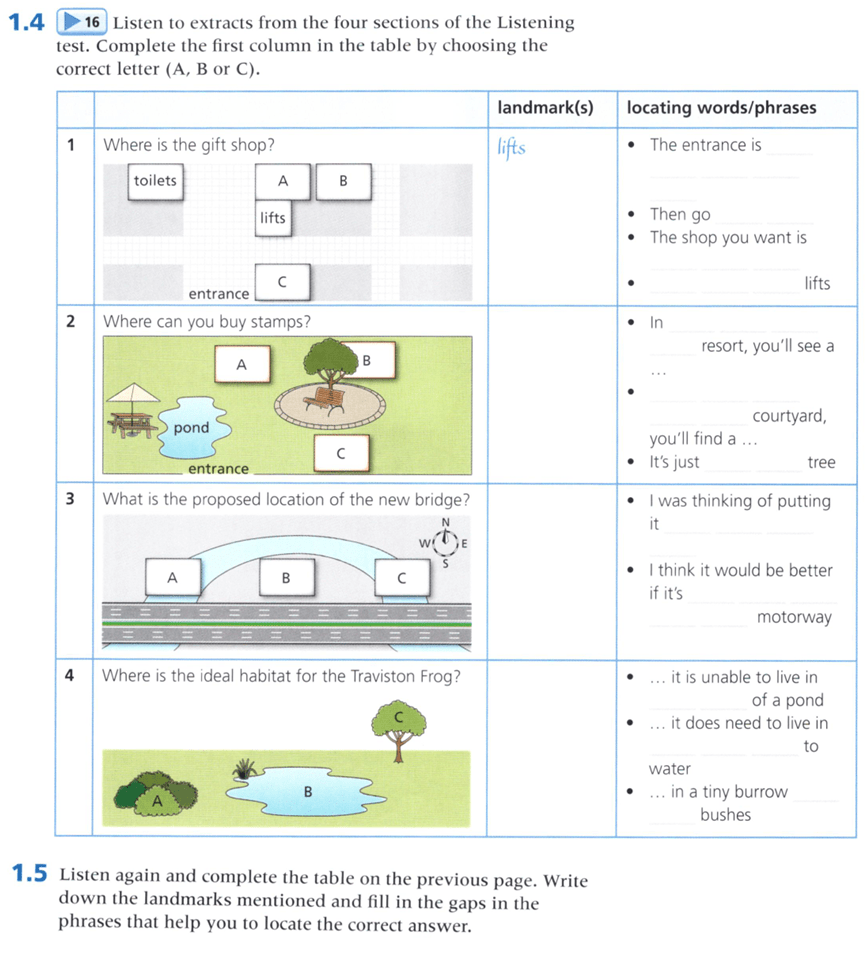 1.4 16 Listen to extracts from the four sections of the Listening
test. Complete the first column in the table by choosing the
correct letter (A, B or C).
landmark(s) locating words/phrases
1 Where is the gift shop?
toilets A B
lifts
C
entrance
lifts
• The entrance is
• Then go
• The shop you want is
• lifts
2 Where can you buy stamps?
A B
pond
C
entrance
• In
resort, you'll see a
...
•
courtyard,
you'll find a ...
• It's just tree
3 What is the proposed location of the new bridge?
N
W E
S
A B C
• I was thinking of putting
it
• I think it would be better
if it's
motorway
4 Where is the ideal habitat for the Traviston Frog?
C
A B
• ... it is unable to live in
of a pond
• ... it does need to live in
to
water
• ... in a tiny burrow
bushes
1.5 Listen again and complete the table on the previous page. Write
down the landmarks mentioned and fill in the gaps in the
phrases that help you to locate the correct answer.